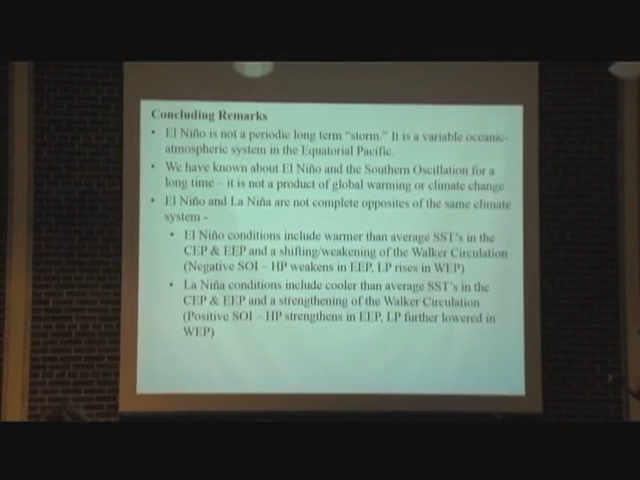 Concluding Remarks
• El Niño is not a periodic long term “storm.” It is a variable oceanic-
atmospheric system in the Equatorial Pacific.
• We have known about El Niño and the Southern Oscillation for a
long time – it is not a product of global warming or climate change
• El Niño and La Niña are not complete opposites of the same climate
system -
• El Niño conditions include warmer than average SST's in the
CEP & EEP and a shifting/weakening of the Walker Circulation
(Negative SOI – HP weakens in EEP, LP rises in WEP)
• La Niña conditions include cooler than average SST's in the
CEP & EEP and a strengthening of the Walker Circulation
(Positive SOI – HP strengthens in EEP, LP further lowered in
WEP)